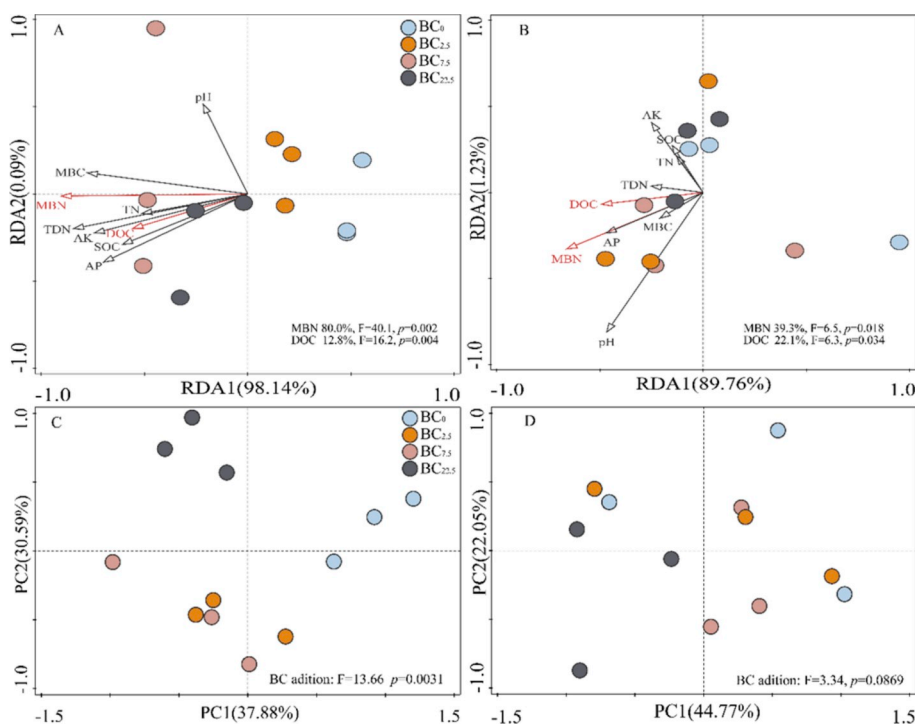 A
1.0
RDA2(0.09%)
-1.0
BC0
BC2.5
BC7.5
BC22.5
pH
MBC
MBN
TN
TDN
AK
DOC
SOC
AP
MBN 80.0%, F=40.1, p=0.002
DOC 12.8%, F=16.2, p=0.004
-1.0
RDA1(98.14%)
1.0
B
1.0
RDA2(1.23%)
-1.0
AK
SOC
TN
TDN
DOC
MBC
AP
MBN
pH
MBN 39.3%, F=6.5, p=0.018
DOC 22.1%, F=6.3, p=0.034
-1.0
RDA1(89.76%)
1.0
C
1.0
PC2(30.59%)
-1.0
BC0
BC2.5
BC7.5
BC22.5
BC adition: F=13.66 p=0.0031
-1.5
PC1(37.88%)
1.5
D
1.0
PC2(22.05%)
-1.0
BC adition: F=3.34, p=0.0869
-1.5
PC1(44.77%)
1.5